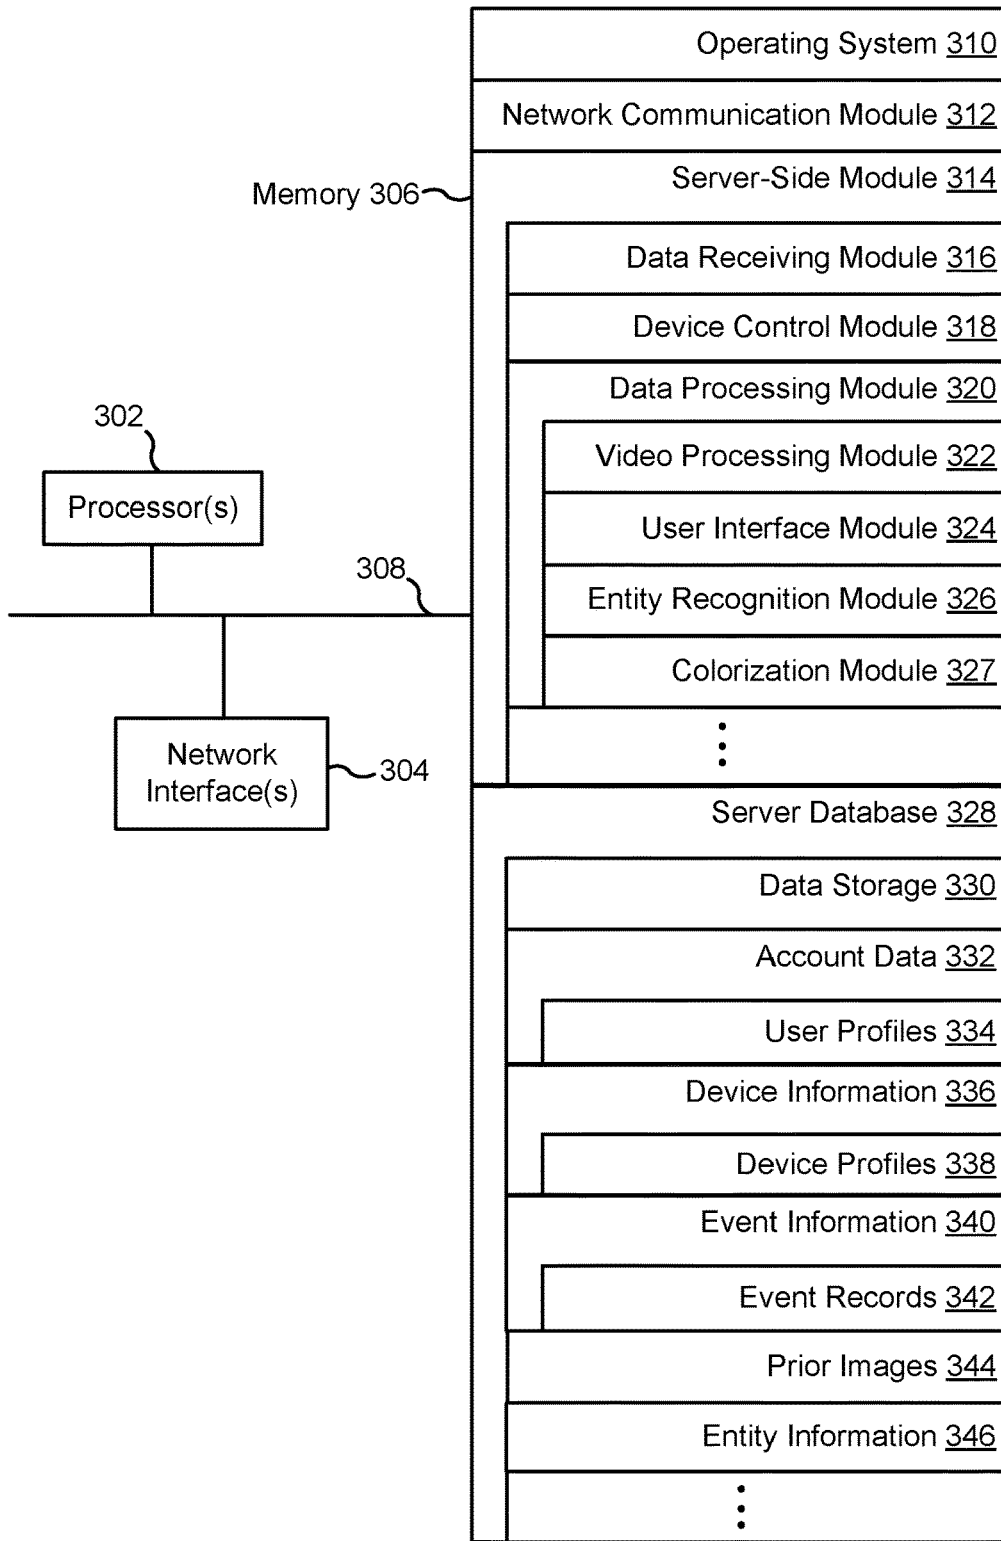 Operating System 310
Network Communication Module 312
Server-Side Module 314
Memory 306
Data Receiving Module 316
Device Control Module 318
Data Processing Module 320
Video Processing Module 322
User Interface Module 324
Entity Recognition Module 326
Colorization Module 327
302
Processor(s)
308
Network
Interface(s)
304
Server Database 328
Data Storage 330
Account Data 332
User Profiles 334
Device Information 336
Device Profiles 338
Event Information 340
Event Records 342
Prior Images 344
Entity Information 346